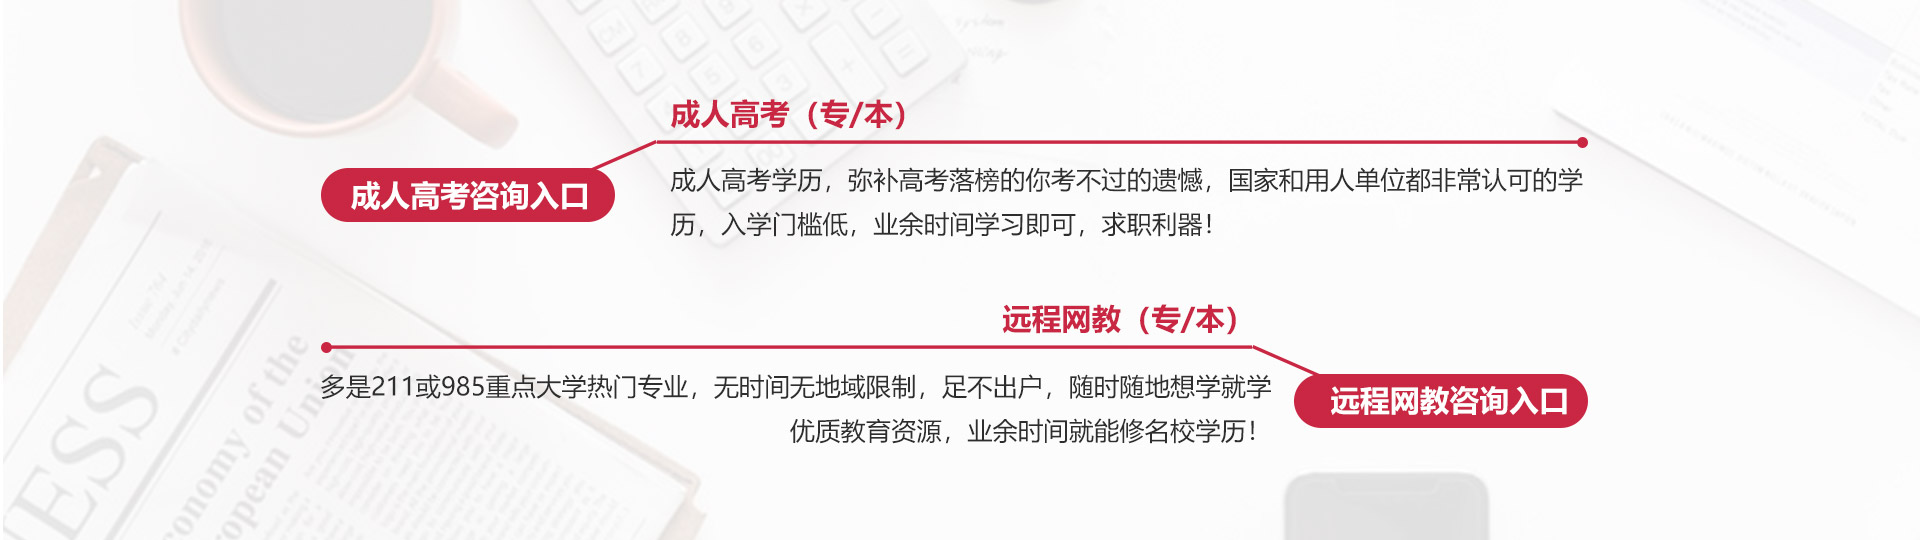 成人高考（专/本）
成人高考咨询入口
成人高考学历，弥补高考落榜的你考不过的遗憾，国家和用人单位都非常认可的学
历，入学门槛低，业余时间学习即可，求职利器！
远程网教（专/本）
多是211或985重点大学热门专业，无时间无地域限制，足不出户，随时随地想学就学
优质教育资源，业余时间就能修名校学历！
远程网教咨询入口
ESS
conomy of the
ropean Union